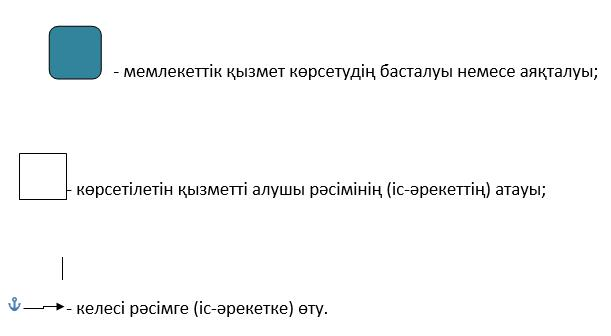 - мемлекеттік қызмет көрсетудің басталуы немесе аяқталуы;
- көрсетілетін қызметті алушы рәсімінің (іс-әрекеттің) атауы;
- келесі рәсімге (іс-әрекетке) өту.